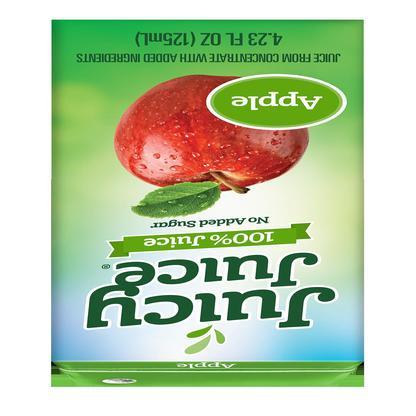 Apple
Juicy
Juice®
100% Juice
No Added Sugar
Apple
JUICE FROM CONCENTRATE WITH ADDED INGREDIENTS
4.23 FL OZ (125mL)